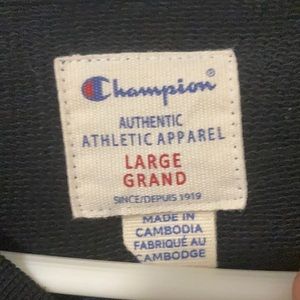 Champion®
AUTHENTIC
ATHLETIC APPAREL
LARGE
GRAND
SINCE/DEPUIS 1919
MADE IN
CAMBODIA
FABRIQUÉ AU
CAMBODGE